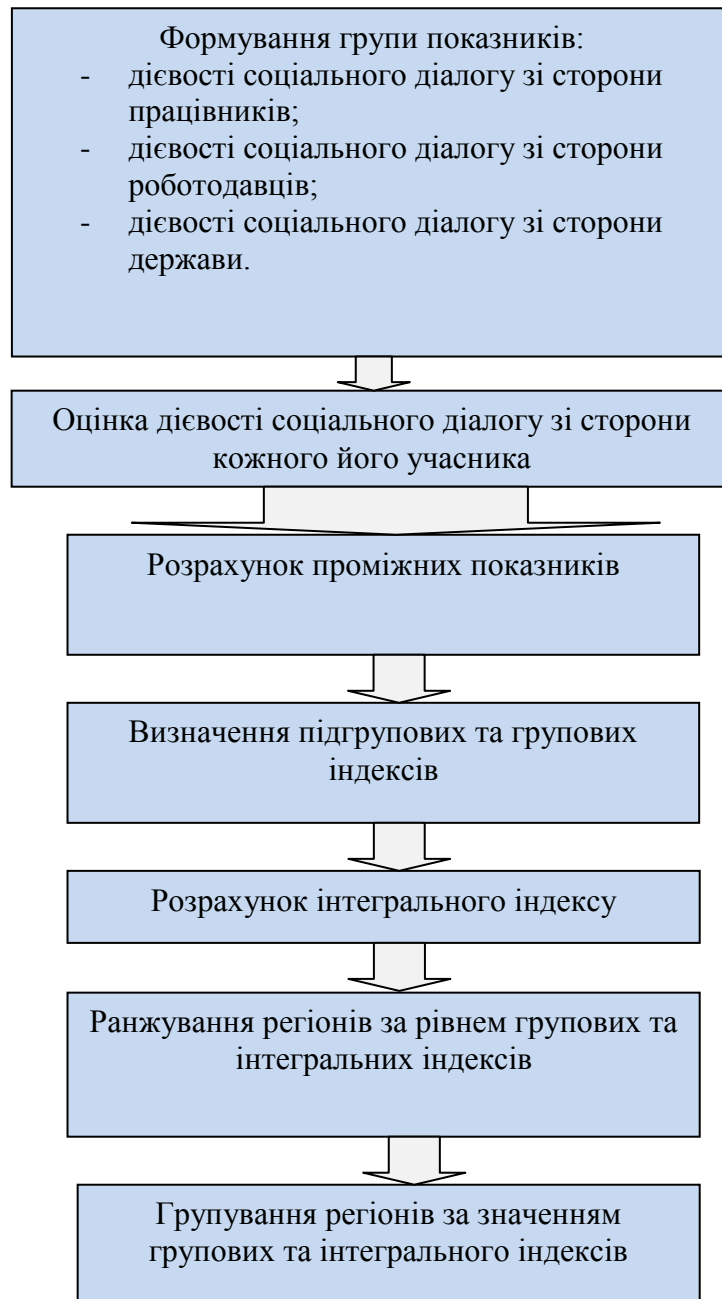 Формування групи показників:
- дієвості соціального діалогу зі сторони
працівників;
- дієвості соціального діалогу зі сторони
роботодавців;
- дієвості соціального діалогу зі сторони
держави.
Оцінка дієвості соціального діалогу зі сторони
кожного його учасника
Розрахунок проміжних показників
Визначення підгрупових та групових
індексів
Розрахунок інтегрального індексу
Ранжування регіонів за рівнем групових та
інтегральних індексів
Групування регіонів за значенням
групових та інтегрального індексів